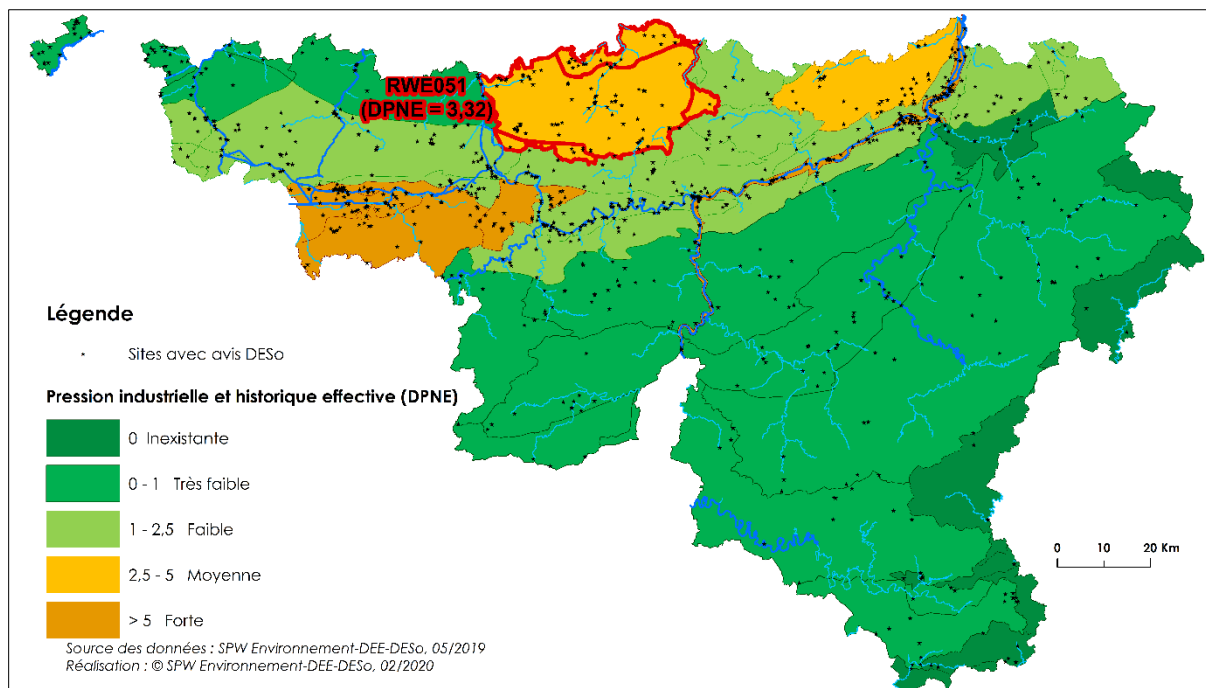 RWE051
(DPNE = 3,32)
Légende
Sites avec avis DESo
Pression industrielle et historique effective (DPNE)
0 Inexistante
0 - 1 Très faible
1 - 2,5 Faible
2,5 - 5 Moyenne
> 5 Forte
0 10 20 Km
Source des données : SPW Environnement-DEE-DESo, 05/2019
Réalisation : © SPW Environnement-DEE-DESo, 02/2020